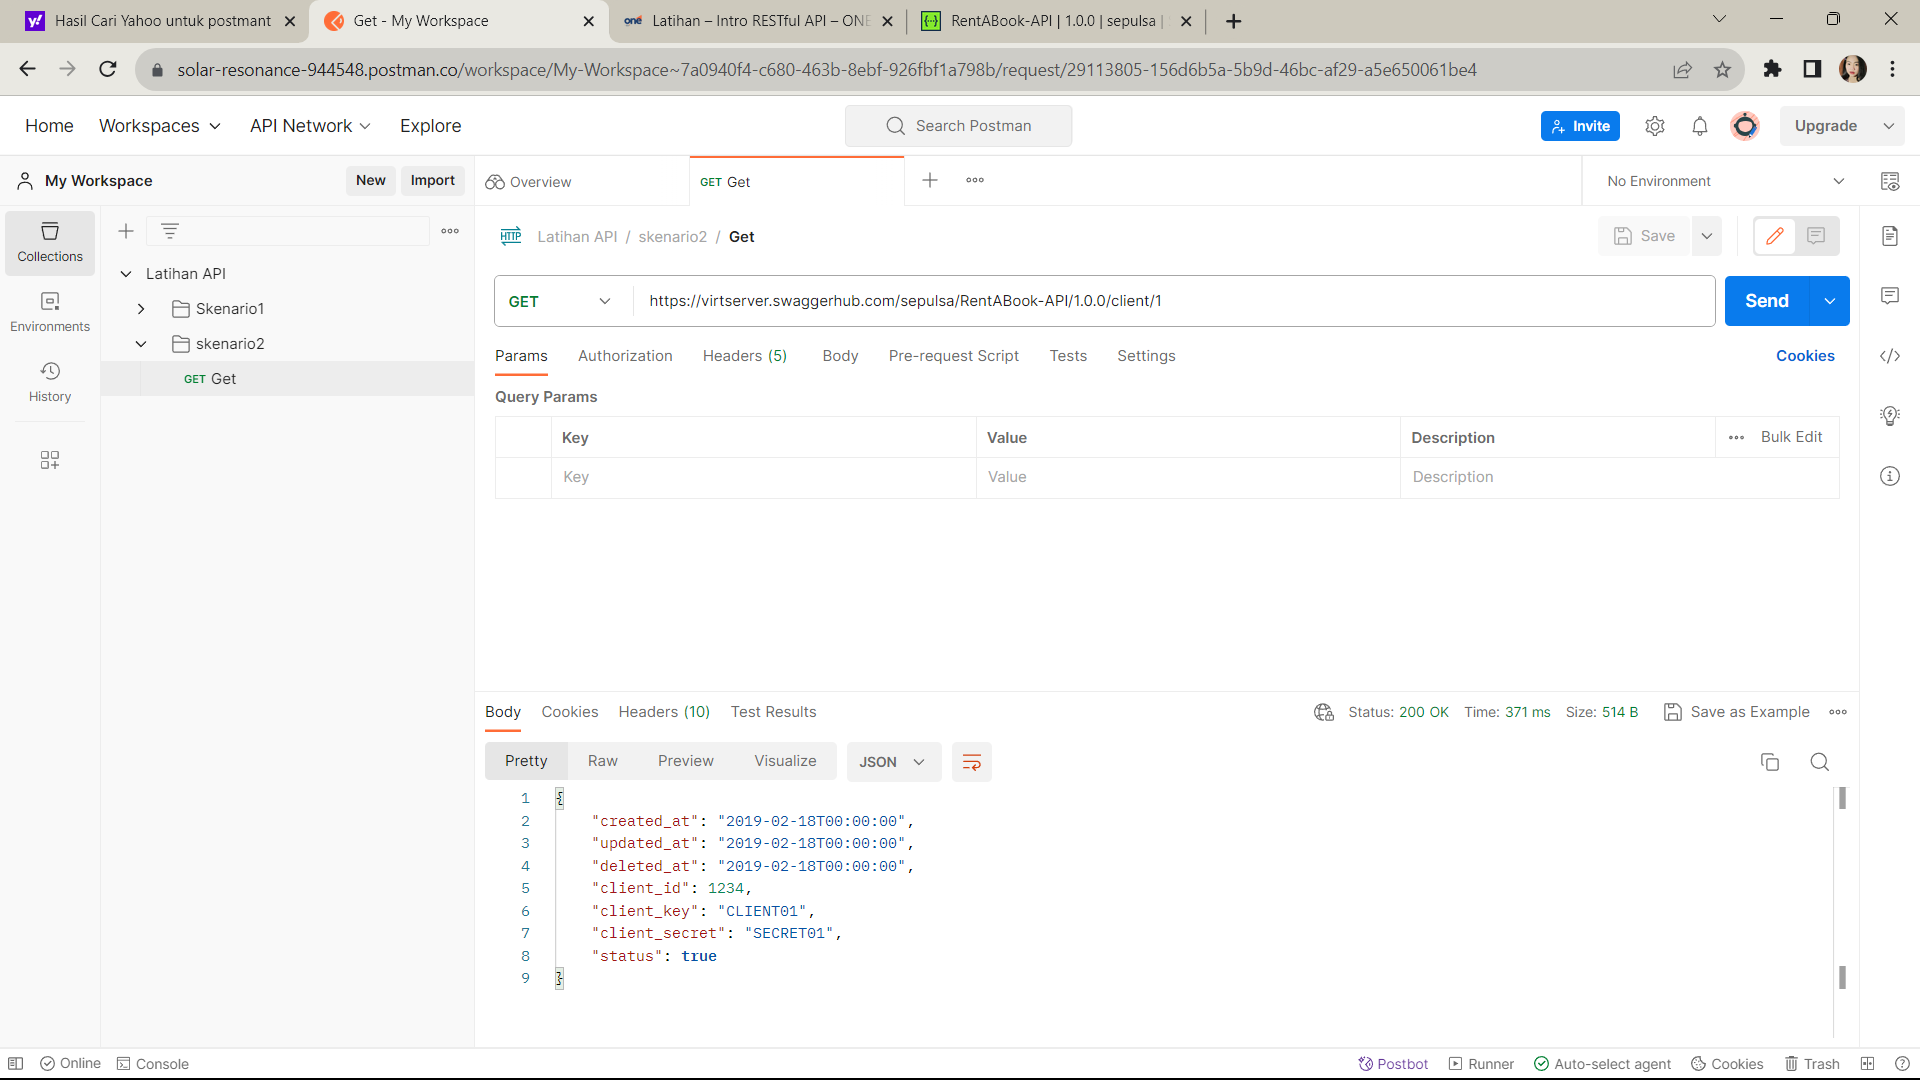 Hasil Cari Yahoo untuk postmant
Get - My Workspace
Latihan – Intro RESTful API – ONE
RentABook-API | 1.0.0 | sepulsa |
solar-resonance-944548.postman.co/workspace/My-Workspace~7a0940f4-c680-463b-8ebf-926fbf1a798b/request/29113805-156d6b5a-5b9d-46bc-af29-a5e650061be4
Home Workspaces API Network Explore
Search Postman
Invite
Upgrade
My Workspace
New
Import
Overview
GET Get
No Environment
Collections
Environments
History
Latihan API
Skenario1
skenario2
GET Get
HTTP Latihan API / skenario2 / Get
Save
GET https://virtserver.swaggerhub.com/sepulsa/RentABook-API/1.0.0/client/1
Send
Params Authorization Headers (5) Body Pre-request Script Tests Settings
Cookies
Query Params
Key Value Description Bulk Edit
Key Value Description
Body Cookies Headers (10) Test Results
Status: 200 OK Time: 371 ms Size: 514 B Save as Example
Pretty Raw Preview Visualize JSON
1 {
2 "created_at": "2019-02-18T00:00:00",
3 "updated_at": "2019-02-18T00:00:00",
4 "deleted_at": "2019-02-18T00:00:00",
5 "client_id": 1234,
6 "client_key": "CLIENT01",
7 "client_secret": "SECRET01",
8 "status": true
9 }
Online Console
Postbot Runner Auto-select agent Cookies Trash